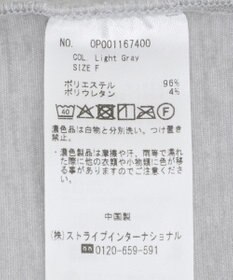 NO. OP001167400
COL. Light Gray
SIZE F
ポリエステル 96%
ポリウレタン 4%
40
F
濃色品は白物と分別洗い。つけ置き
禁止。
濃色製品は摩擦や汗、雨等で濡れ
た際に他の衣類や小物類に色が移
る事が有りますのでご注意下さい。
中国製
(株)ストライプインターナショナル
☎0120-659-591